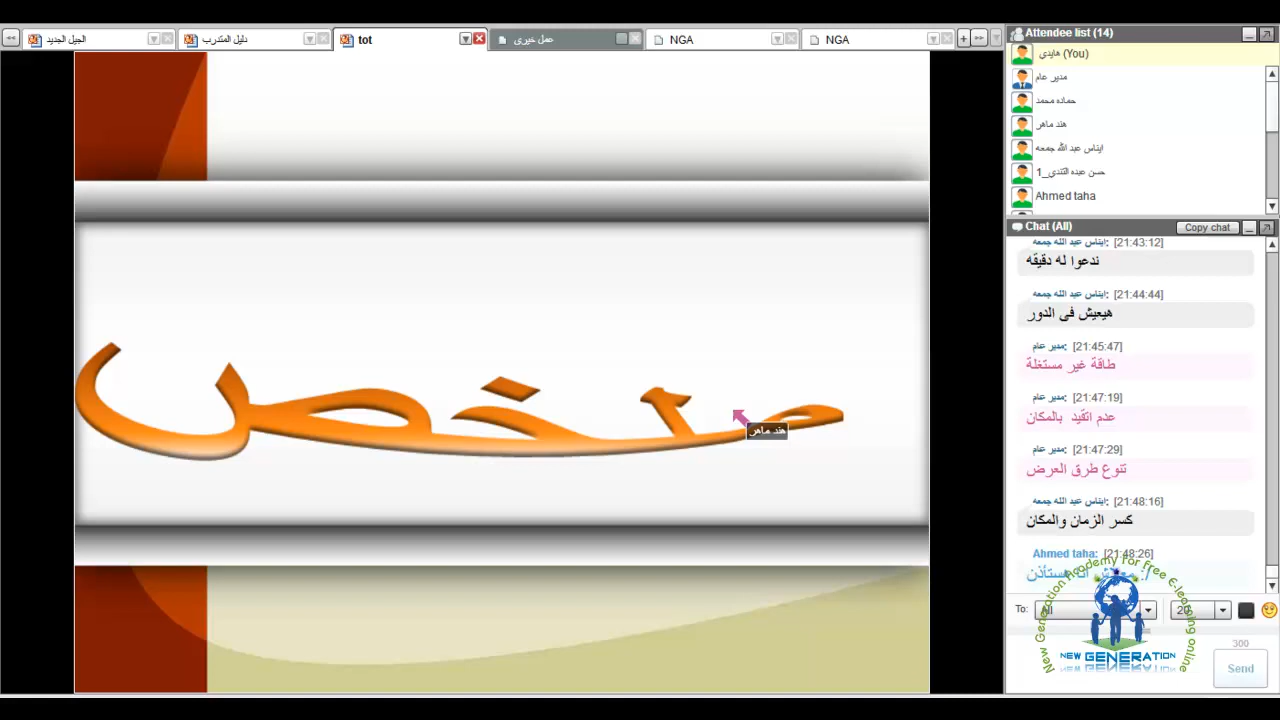 الجيل الجديد
دليل المتدرب
tot
عمل خيرى
NGA
NGA
ملخص
هند ماهر
Attendee list (14)
هايدي (You)
مدير عام
حماده محمد
هند ماهر
ايناس عبد الله جمعه
حسن عبده الثندي_1
Ahmed taha
Chat (All)
Copy chat
ايناس عبد الله جمعه: [21:43:12]
ندعوا له دقيقه
ايناس عبد الله جمعه: [21:44:44]
هيعيش فى الدور
مدير عام: [21:45:47]
طاقة غير مستغلة
مدير عام: [21:47:19]
عدم اتقيد بالمكان
مدير عام: [21:47:29]
تنوع طرق العرض
ايناس عبد الله جمعه: [21:48:16]
كسر الزمان والمكان
Ahmed taha: [21:48:26]
To:
300
Send
New Generation Academy for Free E-learning online
NEW GENERATION